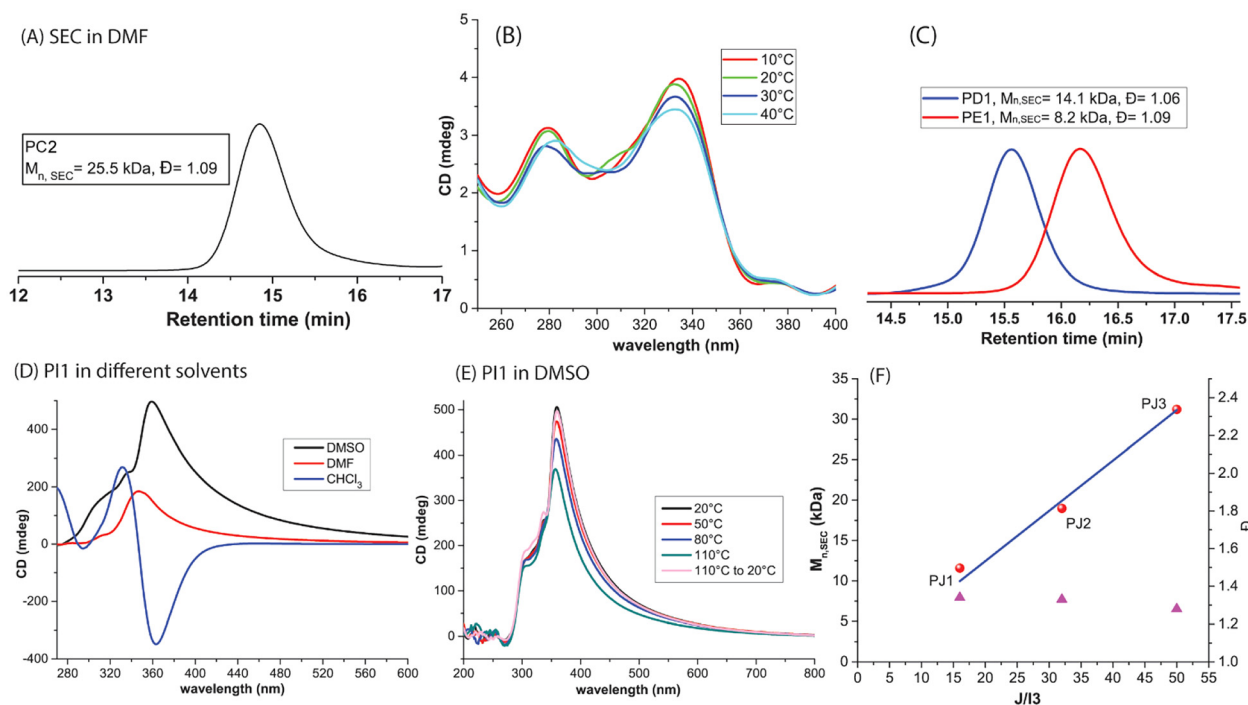 (A) SEC in DMF
PC2
Mn, SEC= 25.5 kDa, Đ= 1.09
12 13 14 15 16 17
Retention time (min)
(B)
10°C
20°C
30°C
40°C
5
4
3
2
1
0
CD (mdeg)
260 280 300 320 340 360 380 400
wavelength (nm)
(C)
PD1, Mn,SEC= 14.1 kDa, Đ= 1.06
PE1, Mn,SEC= 8.2 kDa, Đ= 1.09
14.5 15.0 15.5 16.0 16.5 17.0 17.5
Retention time (min)
(D) PI1 in different solvents
DMSO
DMF
CHCl3
400
200
0
-200
-400
CD (mdeg)
280 320 360 400 440 480 520 560 600
wavelength (nm)
(E) PI1 in DMSO
20°C
50°C
80°C
110°C
110°C to 20°C
500
400
300
200
100
0
CD (mdeg)
200 300 400 500 600 700 800
wavelength (nm)
(F)
PJ3
PJ2
PJ1
35
30
25
20
15
10
5
0
Mn,SEC (kDa)
2.4
2.2
2.0
1.8
1.6
1.4
1.2
1.0
Đ
0 5 10 15 20 25 30 35 40 45 50 55
J/I3